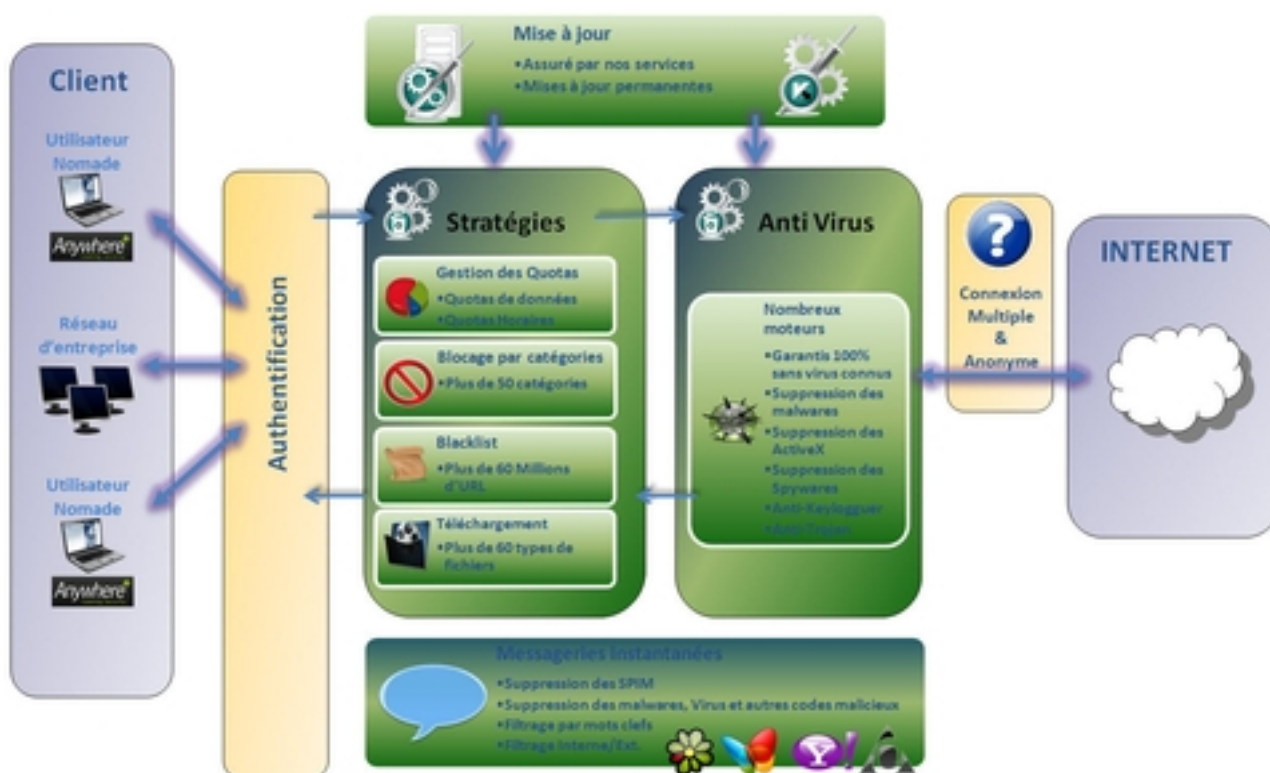 Mise à jour
•Assuré par nos services
•Mises à jour permanentes
Client
Utilisateur
Nomade
Anywhere+
Réseau
d'entreprise
Utilisateur
Nomade
Anywhere+
Authentification
Stratégies
Gestion des Quotas
•Quotas de données
•Quotas Horaires
Blocage par catégories
•Plus de 50 catégories
Blacklist
•Plus de 60 Millions
d'URL
Téléchargement
•Plus de 60 types de
fichiers
Anti Virus
Nombreux
moteurs
•Garantis 100%
sans virus connus
•Suppression des
malwares
•Suppression des
ActiveX
•Suppression des
Spywares
•Anti-Keylogguer
•Anti-Trojan
?
Connexion
Multiple
&
Anonyme
INTERNET
Messageries Instantanées
•Suppression des SPIM
•Suppression des malwares, Virus et autres codes malicieux
•Filtrage par mots clefs
•Filtrage Interne/Ext.
Y!